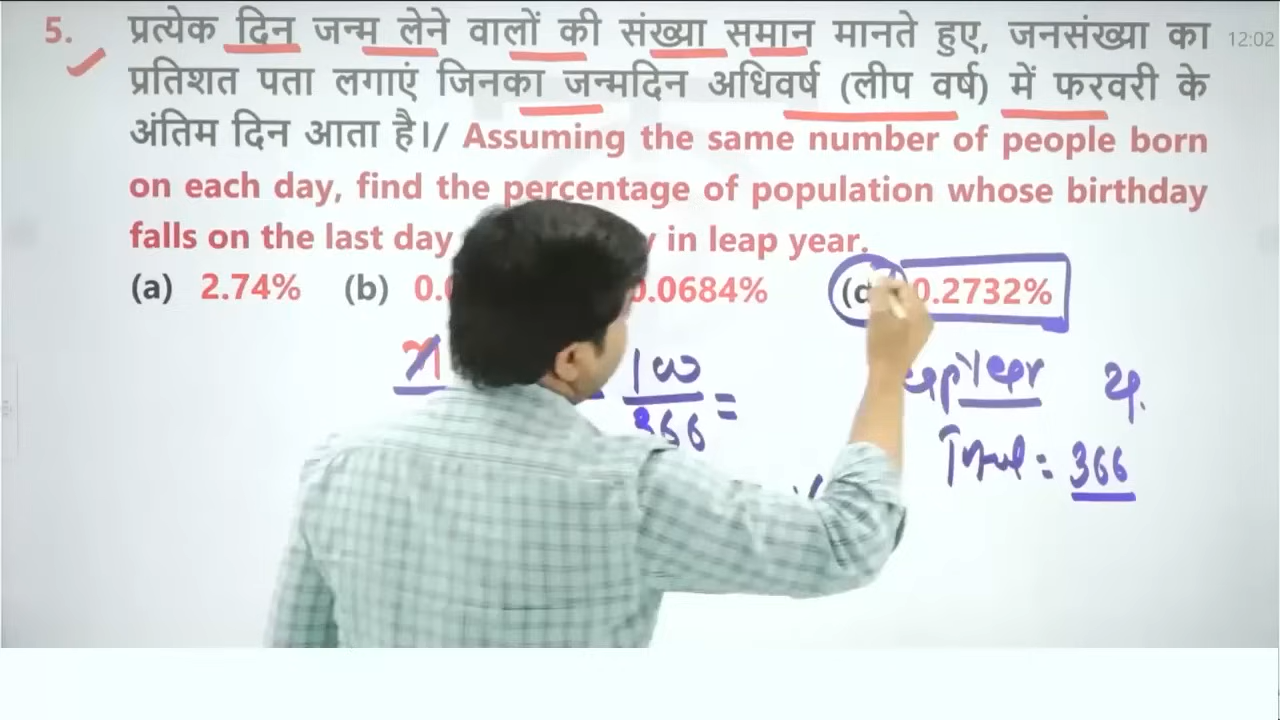 5. प्रत्येक दिन जन्म लेने वालों की संख्या समान मानते हुए, जनसंख्या का 12:02
प्रतिशत पता लगाएं जिनका जन्मदिन अधिवर्ष (लीप वर्ष) में फरवरी के
अंतिम दिन आता है।/ Assuming the same number of people born
on each day, find the percentage of population whose birthday
falls on the last day in leap year.
(a) 2.74% (b) 0.0684% 0.2732%
100
366 =
= 366